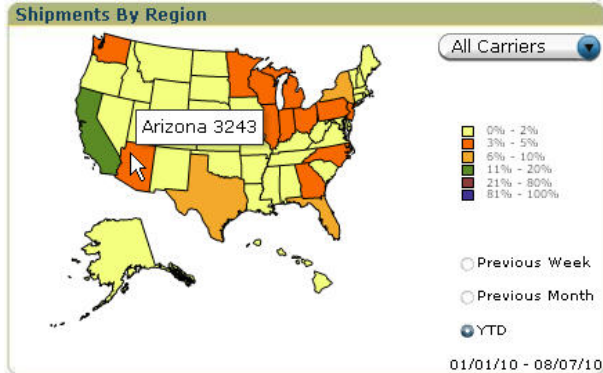 Shipments By Region
All Carriers
Arizona 3243
0% - 2%
3% - 5%
6% - 10%
11% - 20%
21% - 80%
81% - 100%
Previous Week
Previous Month
YTD
01/01/10 - 08/07/10